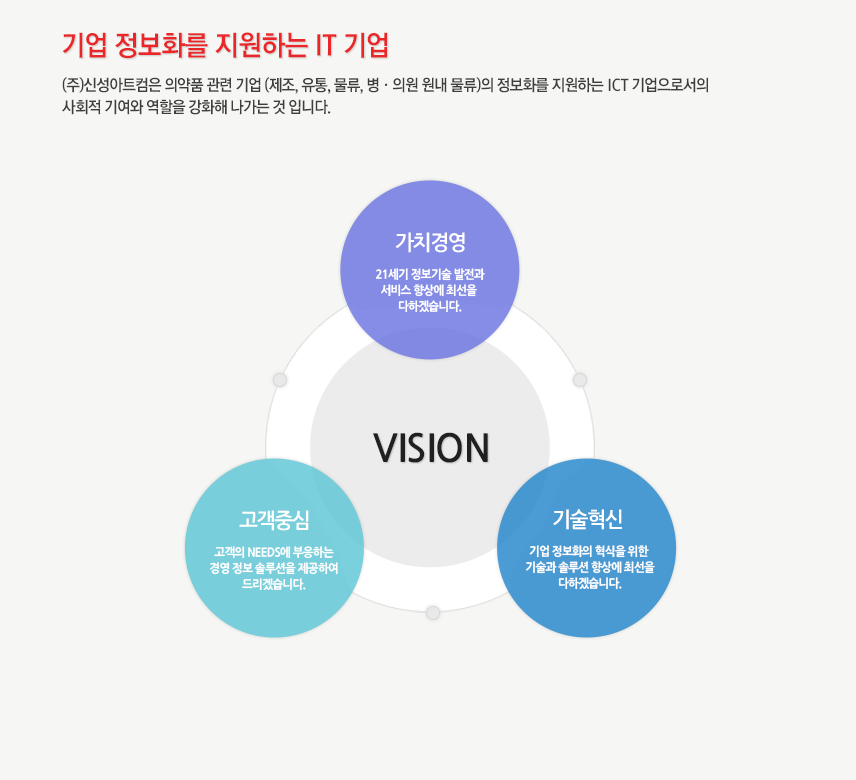 기업 정보화를 지원하는 IT 기업
(주)신성아트컴은 의약품 관련 기업 (제조, 유통, 물류, 병 · 의원 원내 물류)의 정보화를 지원하는 ICT 기업으로서의
사회적 기여와 역할을 강화해 나가는 것 입니다.
가치경영
21세기 정보기술 발전과
서비스 향상에 최선을
다하겠습니다.
VISION
고객중심
고객의 NEEDS에 부응하는
경영 정보 솔루션을 제공하여
드리겠습니다.
기술혁신
기업 정보화의 혁식을 위한
기술과 솔루션 향상에 최선을
다하겠습니다.